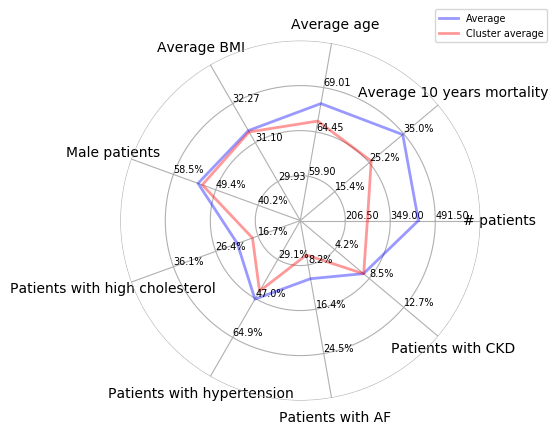 Average
Cluster average
Average age
Average BMI
69.01
Average 10 years mortality
32.27
64.45
35.0%
31.10
Male patients
25.2%
58.5%
29.93
59.90
49.4%
15.4%
40.2%
206.50
349.00
491.50
# patients
16.7%
4.2%
26.4%
29.1%
8.2%
36.1%
8.5%
Patients with high cholesterol
47.0%
16.4%
12.7%
64.9%
24.5%
Patients with CKD
Patients with hypertension
Patients with AF